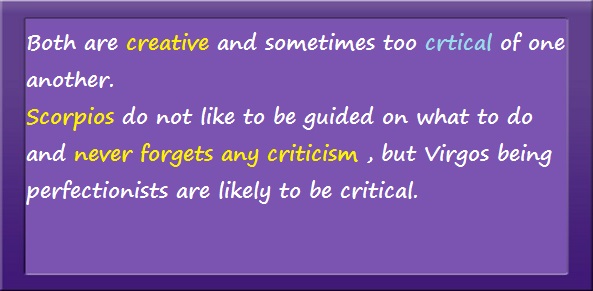 Both are creative and sometimes too crtical of one
another.
Scorpios do not like to be guided on what to do
and never forgets any criticism , but Virgos being
perfectionists are likely to be critical.